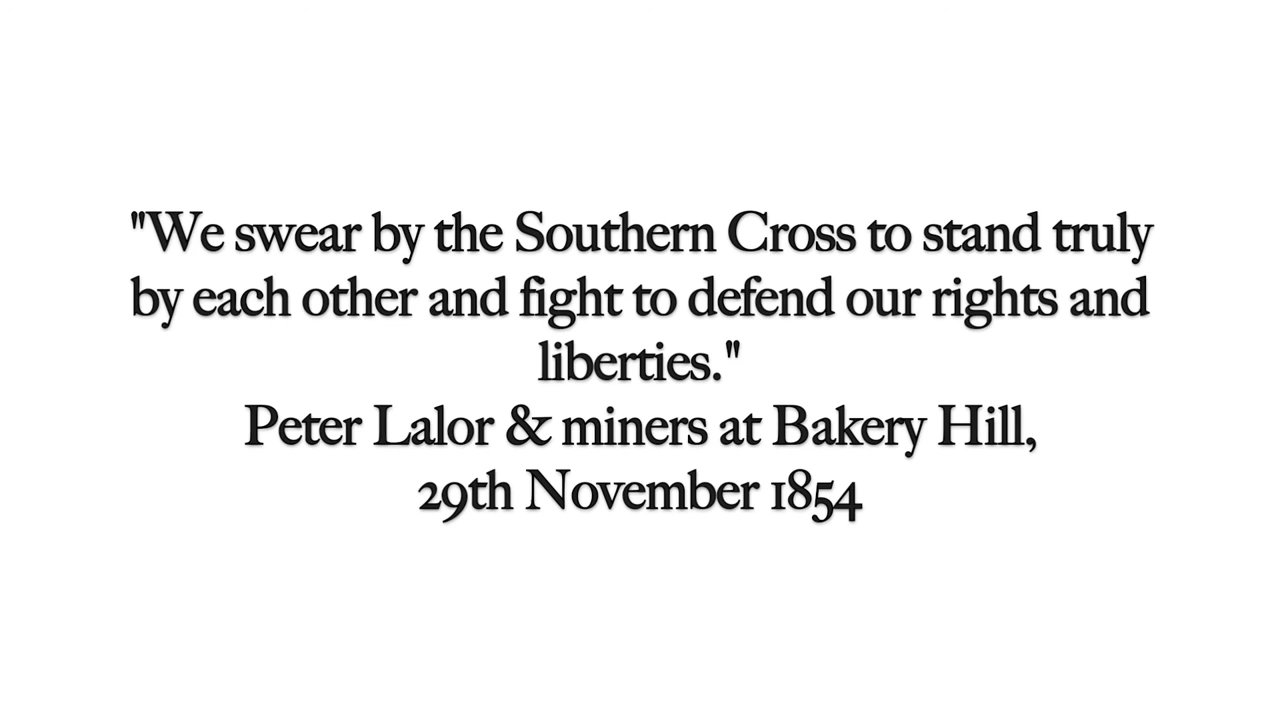 "We swear by the Southern Cross to stand truly
by each other and fight to defend our rights and
liberties."
Peter Lalor & miners at Bakery Hill,
29th November 1854